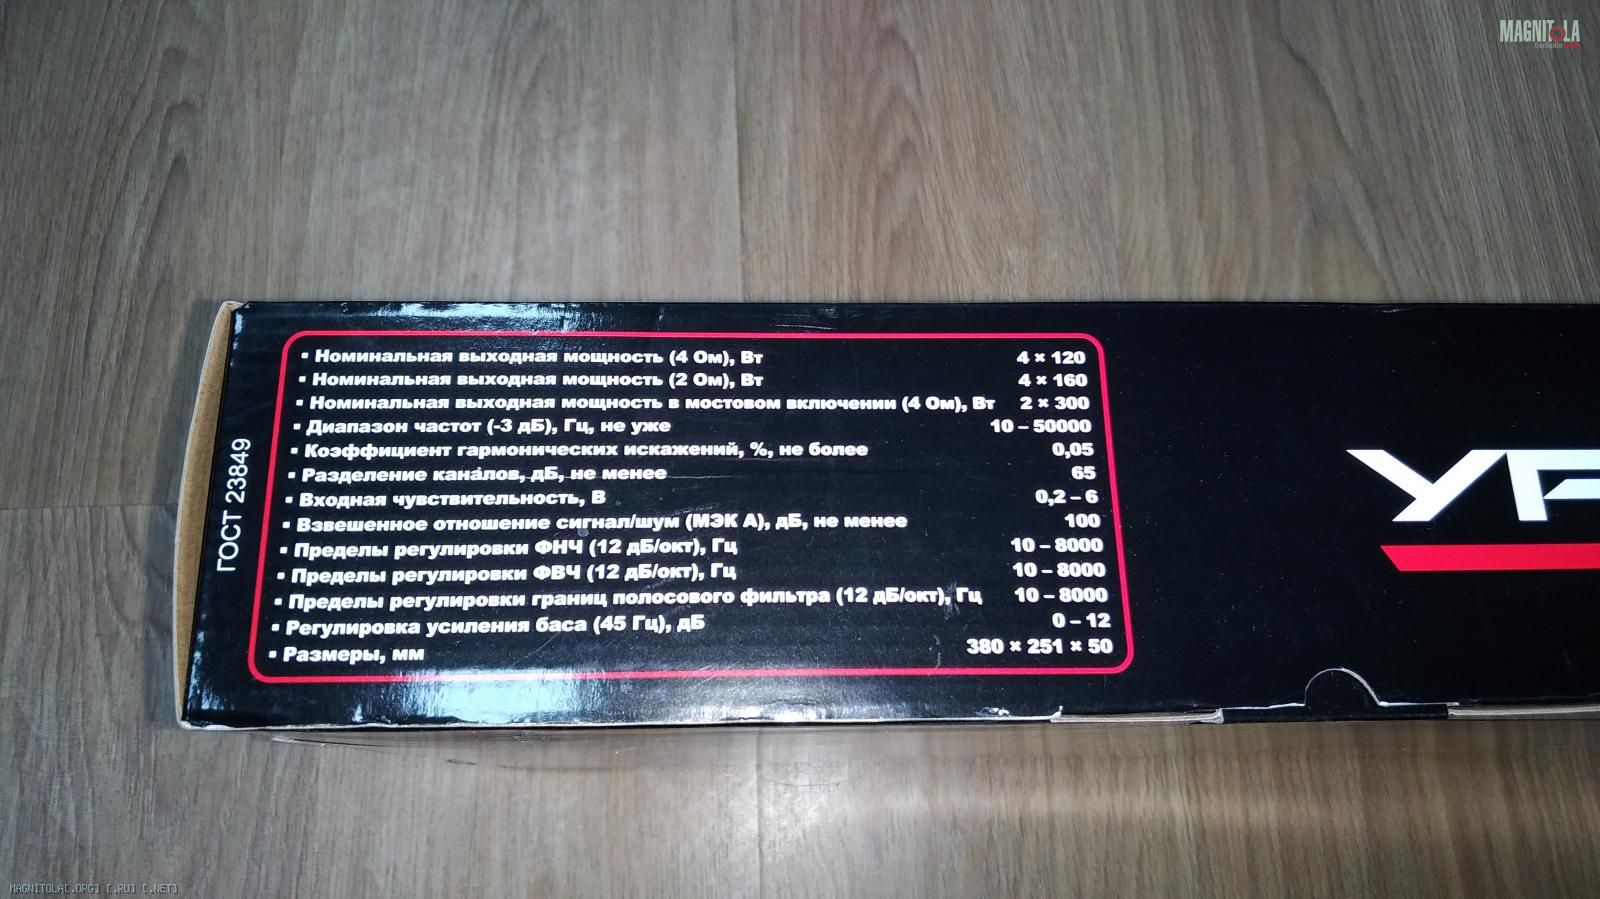 MAGNITOLA
ГОСТ 23849
▪ Номинальная выходная мощность (4 Ом), Вт 4 × 120
▪ Номинальная выходная мощность (2 Ом), Вт 4 × 160
▪ Номинальная выходная мощность в мостовом включении (4 Ом), Вт 2 × 300
▪ Диапазон частот (-3 дБ), Гц, не уже 10 – 50000
▪ Коэффициент гармонических искажений, %, не более 0,05
▪ Разделение каналов, дБ, не менее 65
▪ Входная чувствительность, В 0,2 – 6
▪ Взвешенное отношение сигнал/шум (МЭК А), дБ, не менее 100
▪ Пределы регулировки ФНЧ (12 дБ/окт), Гц 10 – 8000
▪ Пределы регулировки ФВЧ (12 дБ/окт), Гц 10 – 8000
▪ Пределы регулировки границ полосового фильтра (12 дБ/окт), Гц 10 – 8000
▪ Регулировка усиления баса (45 Гц), дБ 0 – 12
▪ Размеры, мм 380 × 251 × 50
MAGNITOLA[.ORG] [.RU] [.NET]